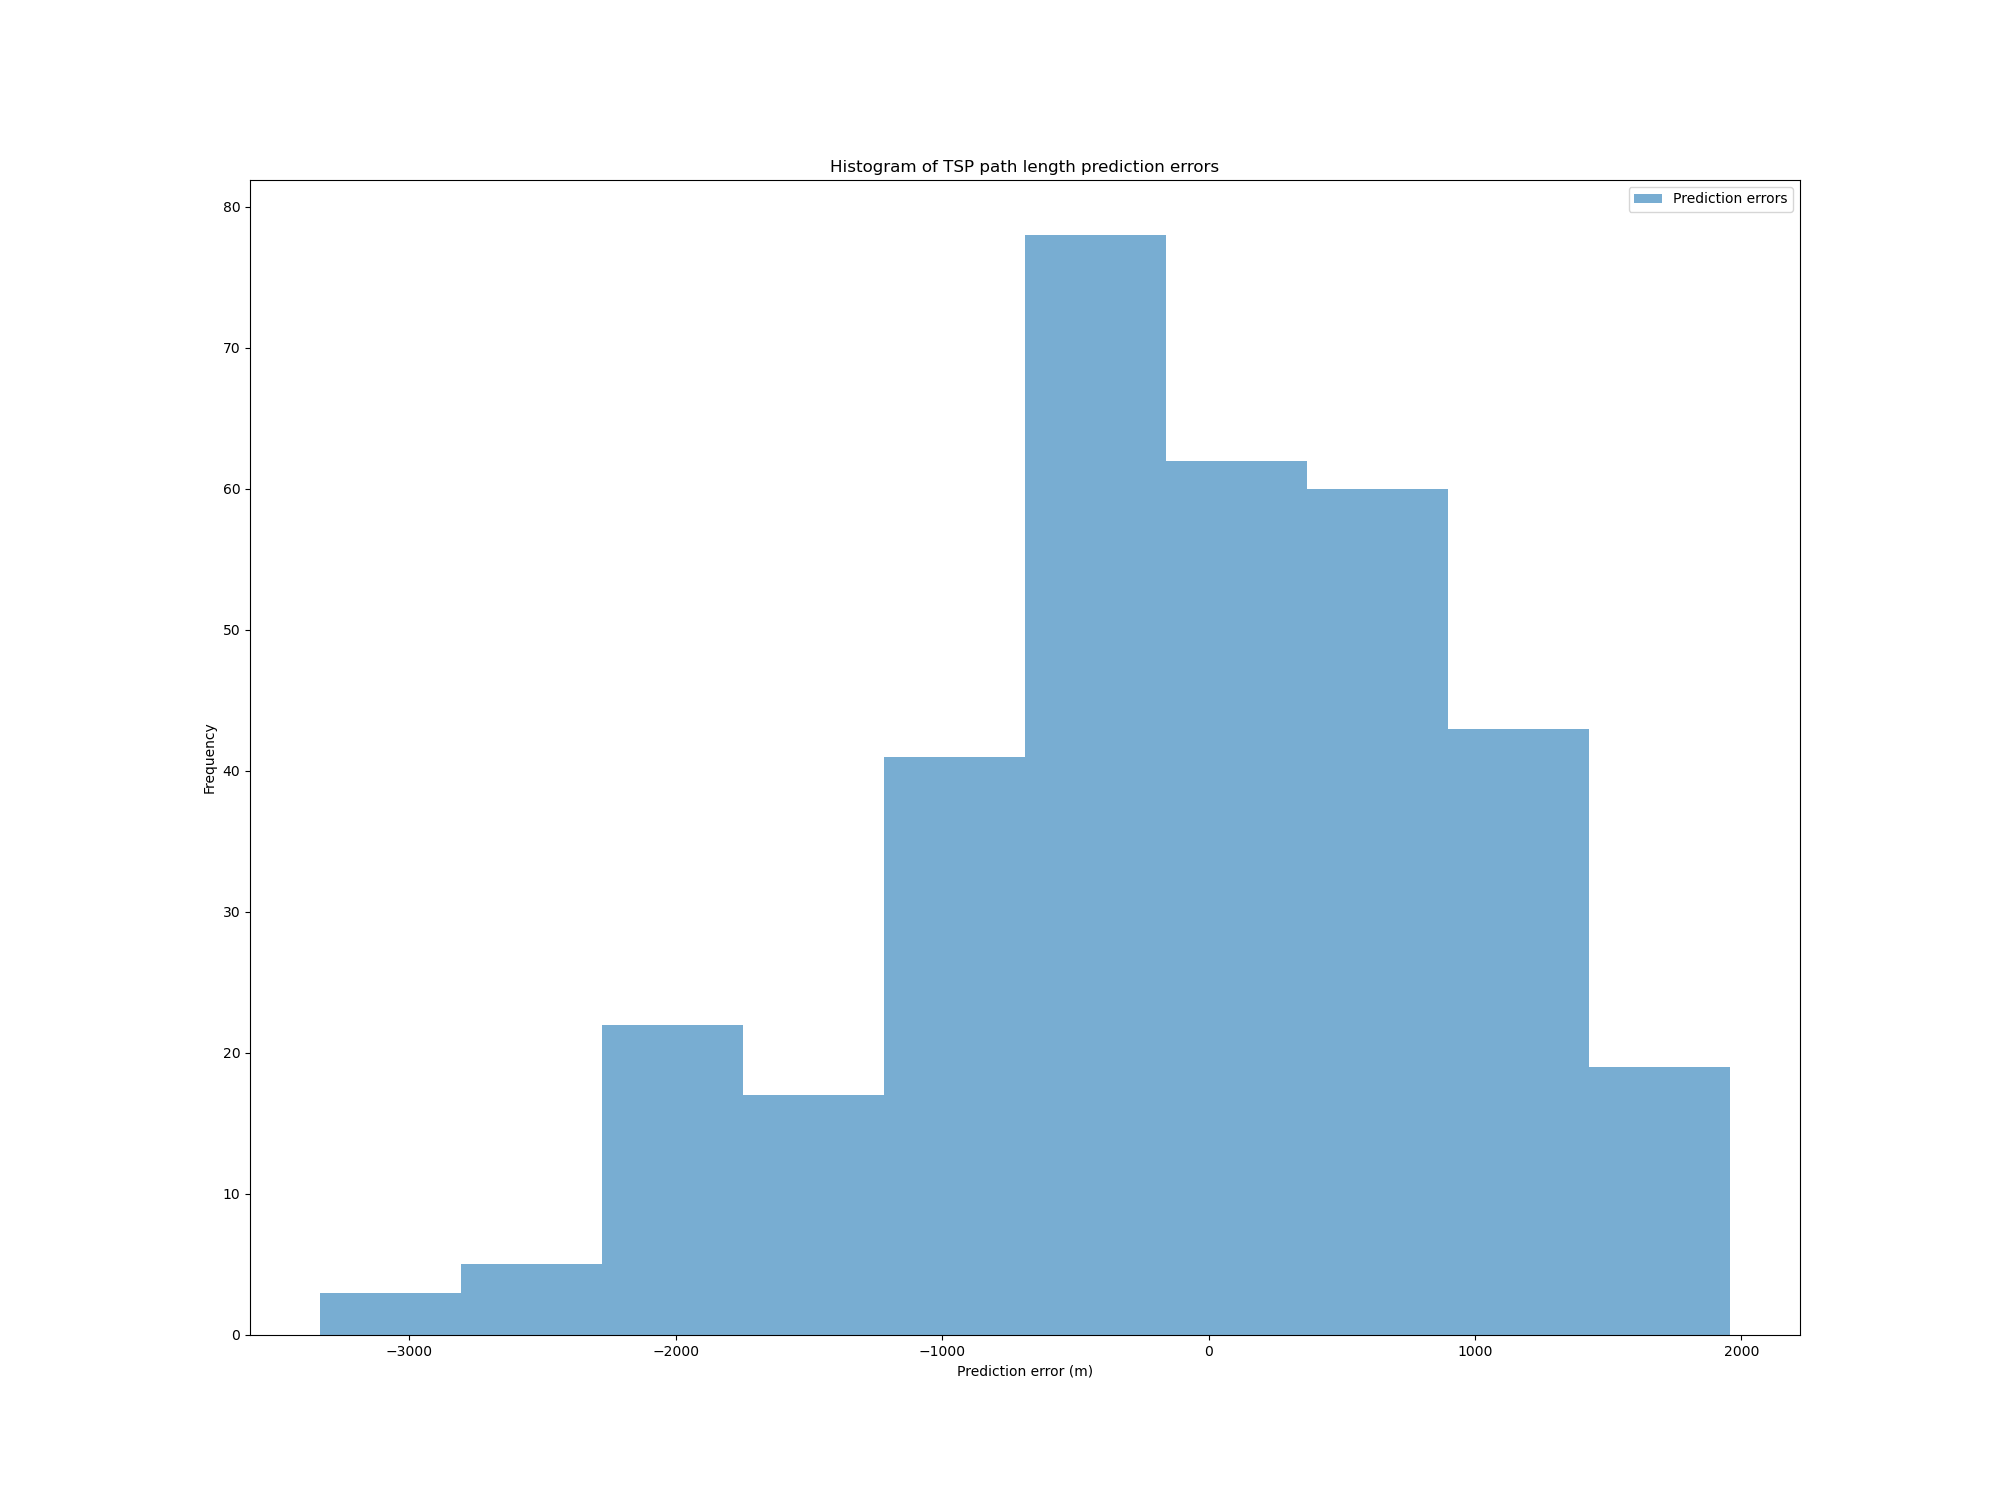 Histogram of TSP path length prediction errors
Prediction errors
80
70
60
50
40
30
20
10
0
Frequency
−3000 −2000 −1000 0 1000 2000
Prediction error (m)